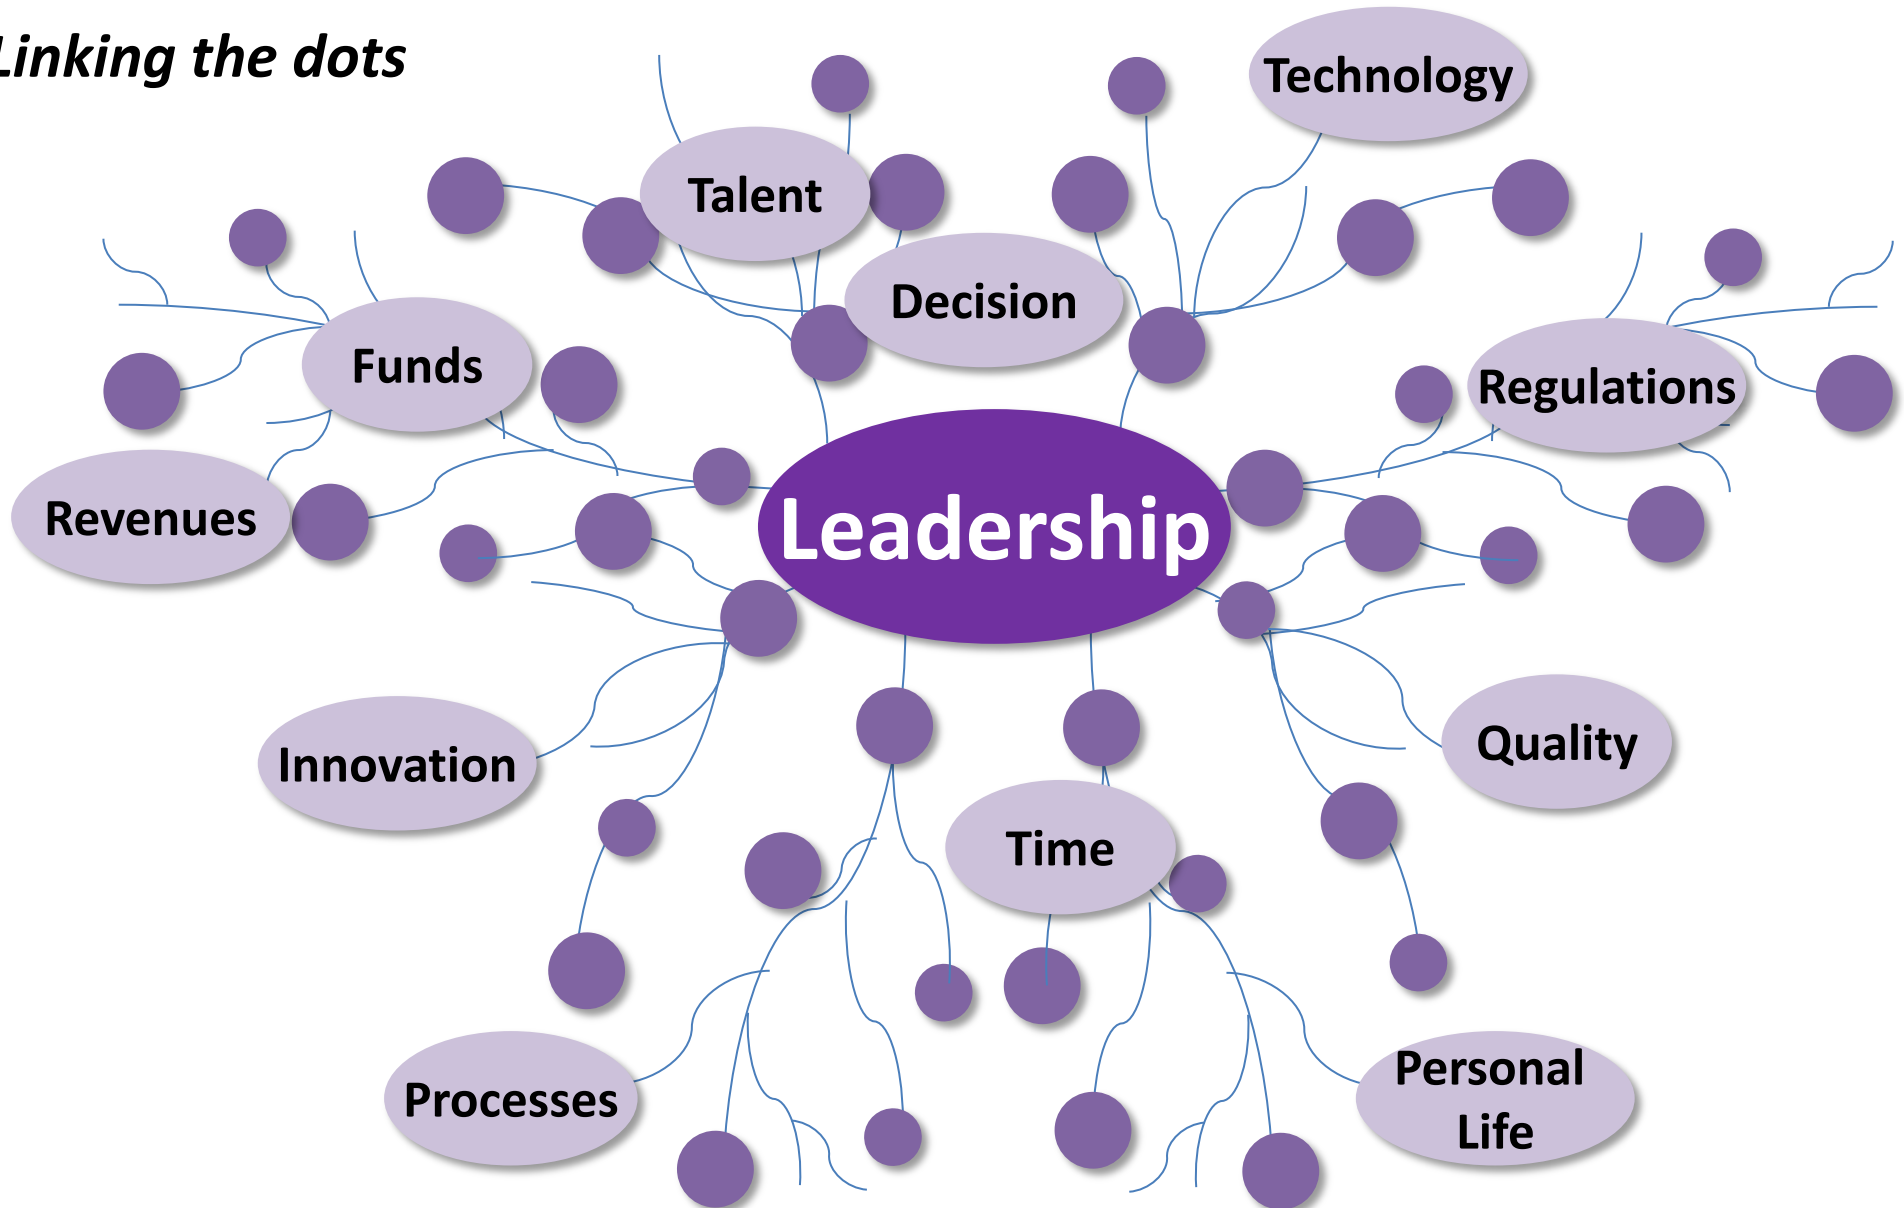 Linking the dots
Technology
Talent
Decision
Funds
Regulations
Revenues
Leadership
Innovation
Quality
Time
Processes
Personal
Life